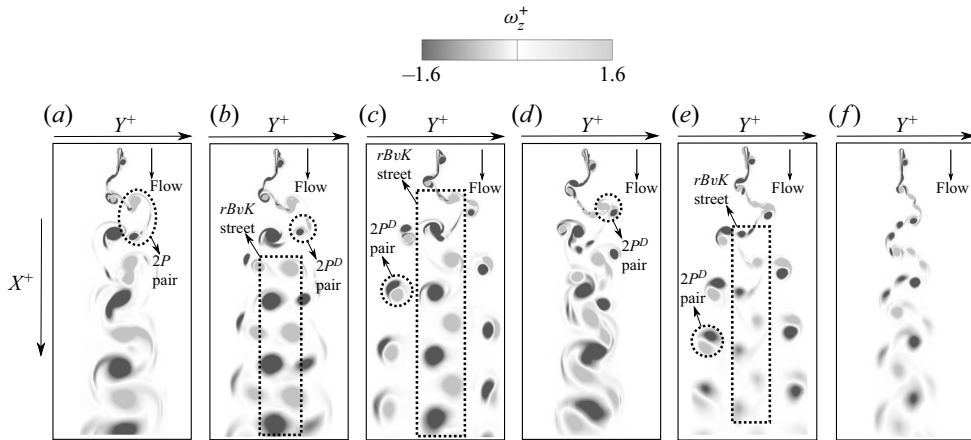 ω_z^+
−1.6 1.6
(a) (b) (c) (d) (e) (f)
Y^+ Y^+ Y^+ Y^+ Y^+ Y^+
X^+
Flow
2P
pair
Flow
rBvK
street
2P^D
pair
rBvK
street
Flow
2P^D
pair
Flow
2P^D
pair
rBvK
street
Flow
2P^D
pair
Flow